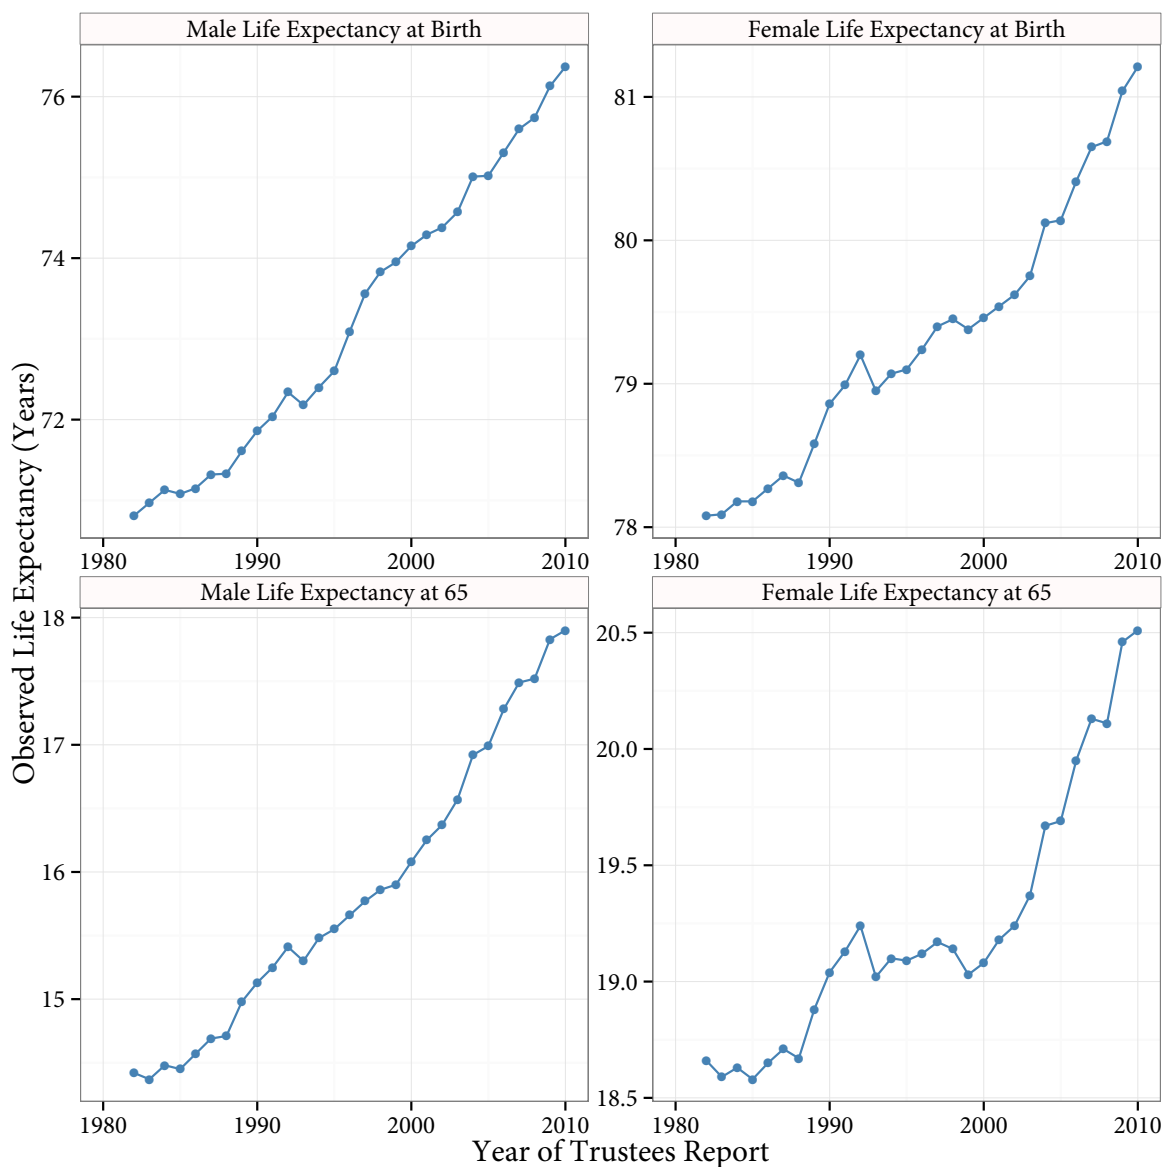 Male Life Expectancy at Birth
Female Life Expectancy at Birth
76
74
72
81
80
79
78
1980 1990 2000 2010
1980 1990 2000 2010
Male Life Expectancy at 65
Female Life Expectancy at 65
18
17
16
15
20.5
20.0
19.5
19.0
18.5
1980 1990 2000 2010
1980 1990 2000 2010
Observed Life Expectancy (Years)
Year of Trustees Report